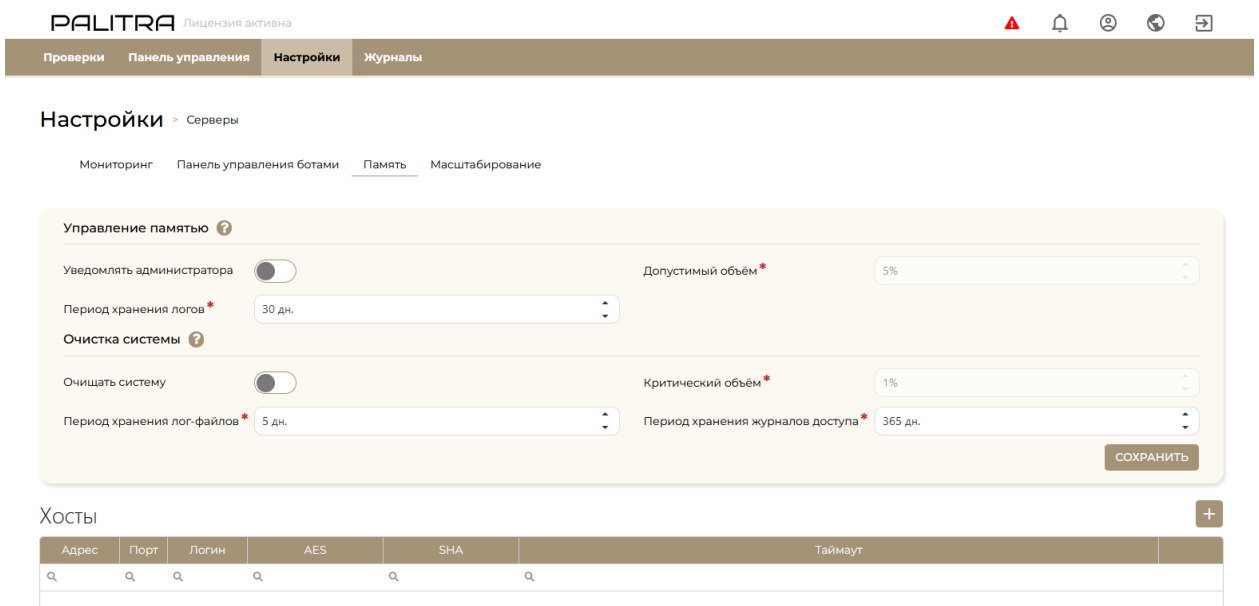 PALITRA Лицензия активна
Проверки Панель управления Настройки Журналы
Настройки > Серверы
Мониторинг Панель управления ботами Память Масштабирование
Управление памятью ?
Уведомлять администратора Допустимый объём * 5%
Период хранения логов * 30 дн.
Очистка системы ?
Очищать систему Критический объём * 1%
Период хранения лог-файлов * 5 дн. Период хранения журналов доступа * 365 дн.
СОХРАНИТЬ
Хосты +
Адрес Порт Логин AES SHA Таймаут